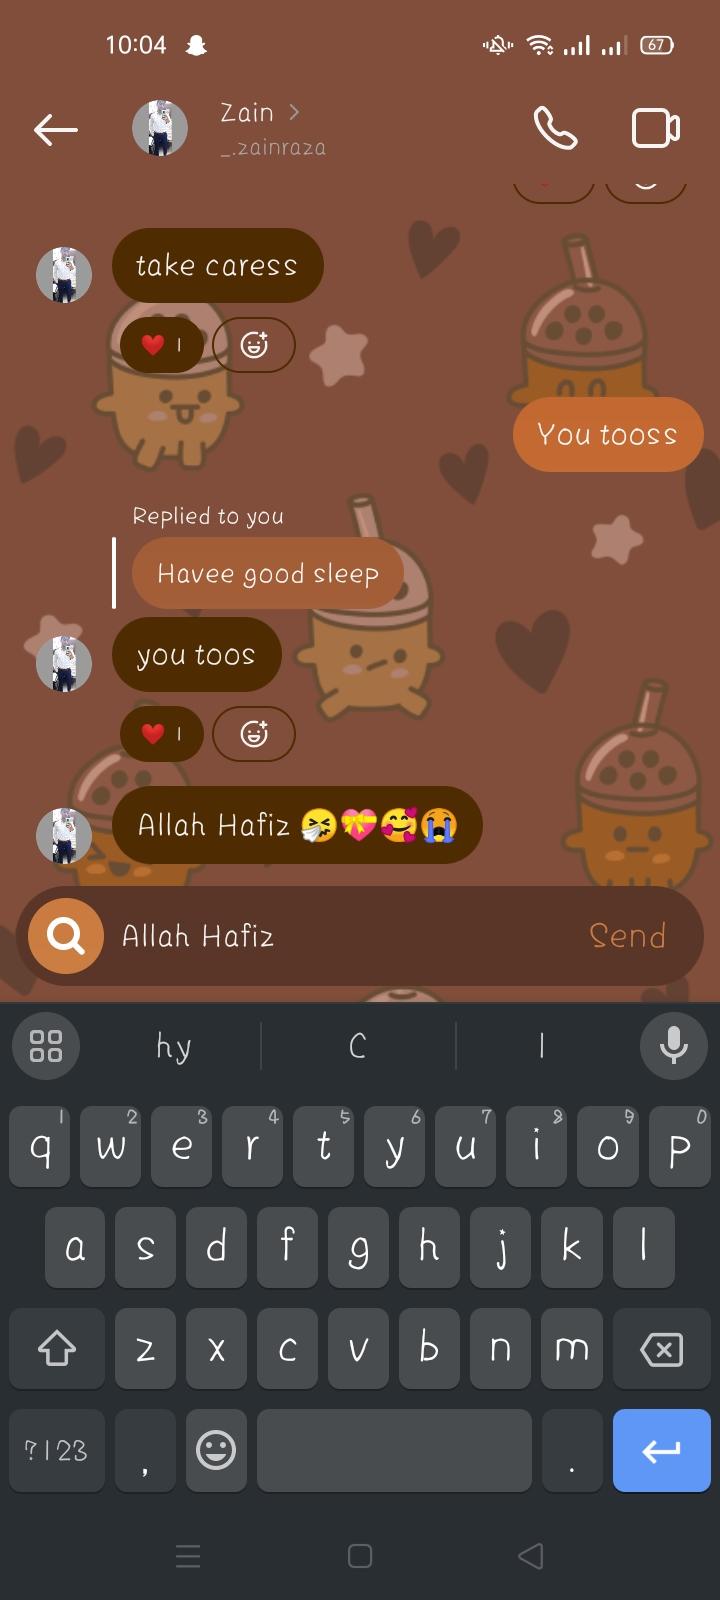 10:04
67
Zain
_.zainraza
take caress
1
You tooss
Replied to you
Havee good sleep
you toos
1
Allah Hafiz 🤧💝🥰😭
Allah Hafiz
Send
hy C I
1 2 3 4 5 6 7 8 9 0
q w e r t y u i o p
a s d f g h j k l
z x c v b n m
?123 , .